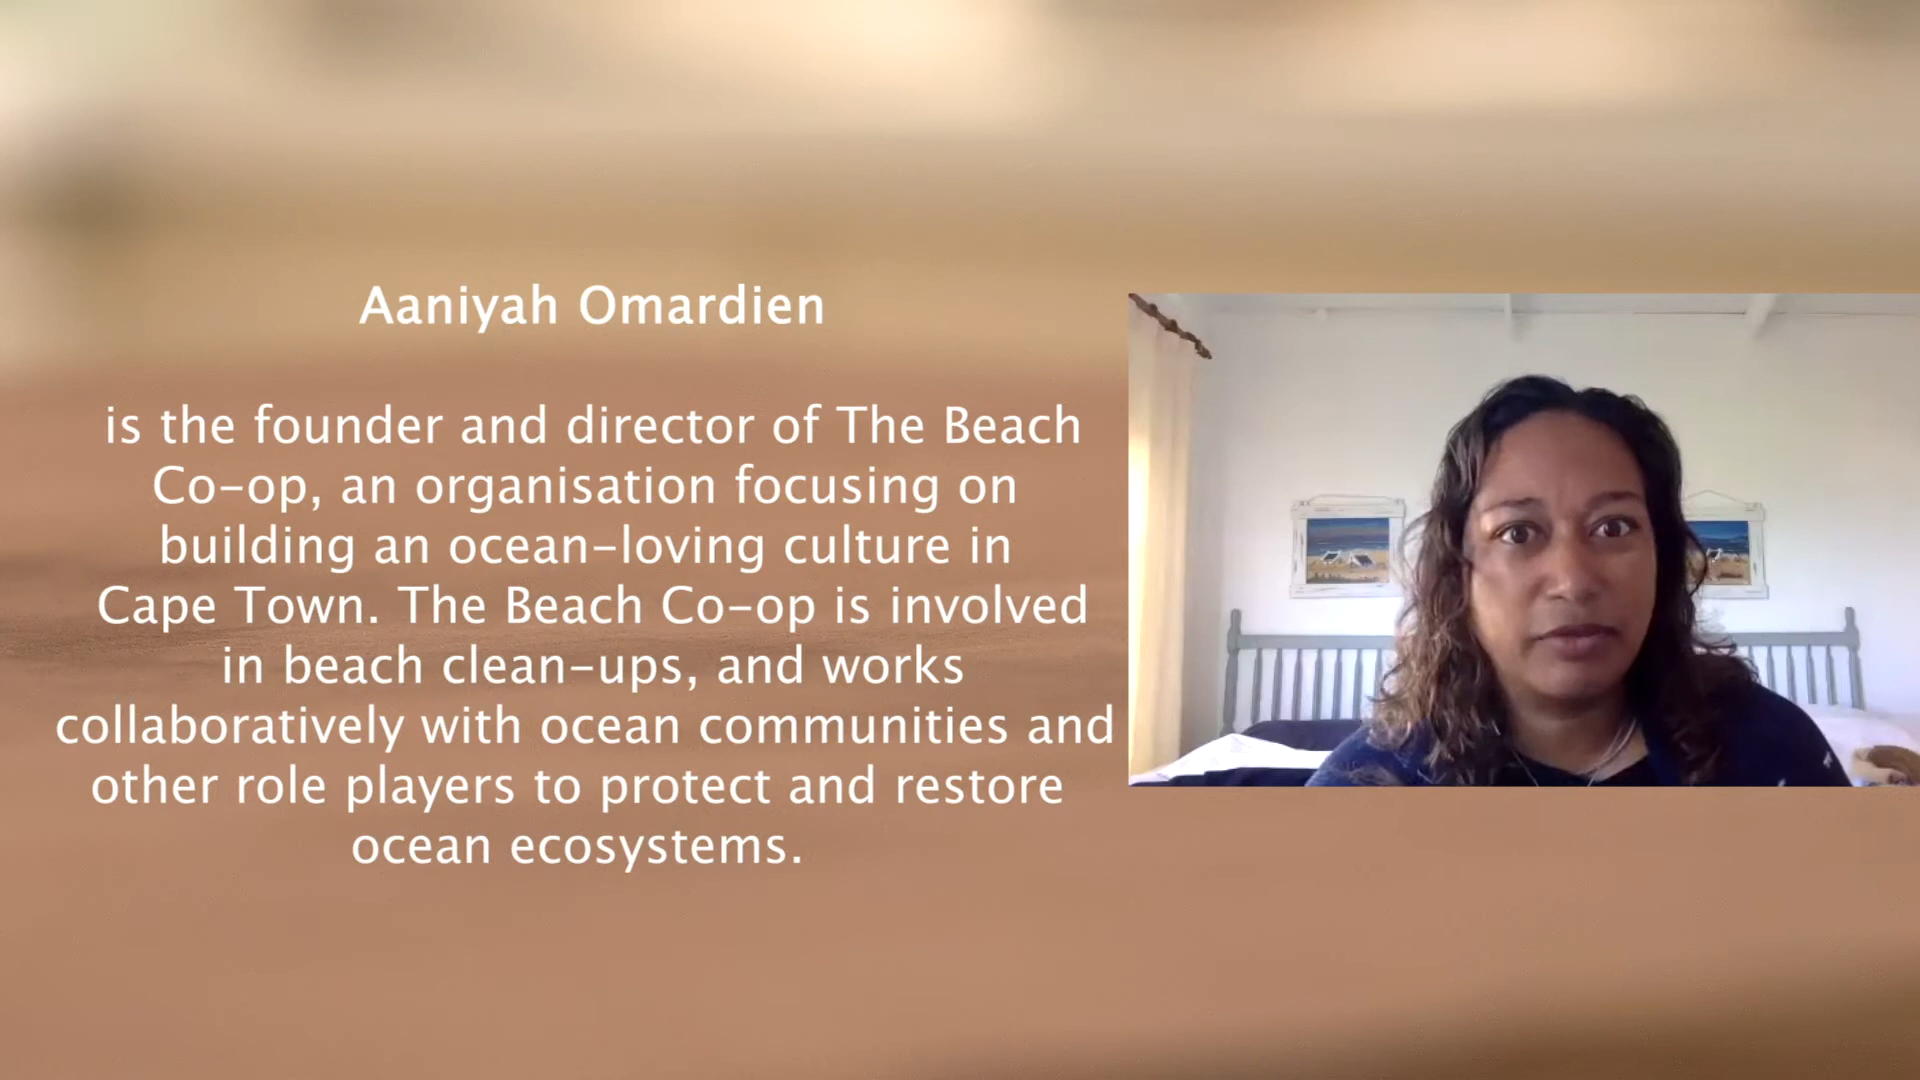 Aaniyah Omardien
is the founder and director of The Beach
Co-op, an organisation focusing on
building an ocean-loving culture in
Cape Town. The Beach Co-op is involved
in beach clean-ups, and works
collaboratively with ocean communities and
other role players to protect and restore
ocean ecosystems.